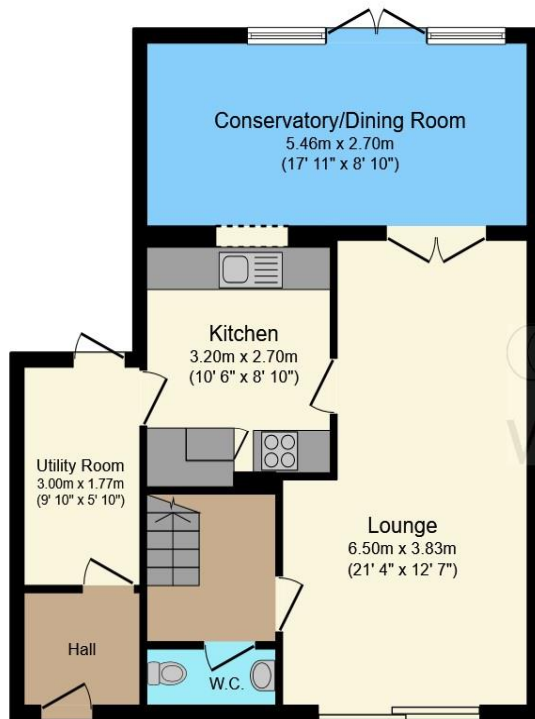 Conservatory/Dining Room
5.46m x 2.70m
(17' 11" x 8' 10")
Kitchen
3.20m x 2.70m
(10' 6" x 8' 10")
Utility Room
3.00m x 1.77m
(9' 10" x 5' 10")
Lounge
6.50m x 3.83m
(21' 4" x 12' 7")
Hall
W.C.